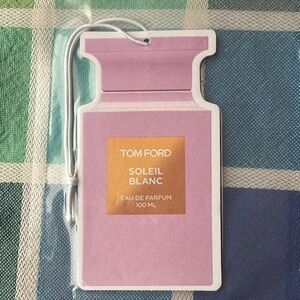 TOM FORD
SOLEIL
BLANC
EAU DE PARFUM
100 ML